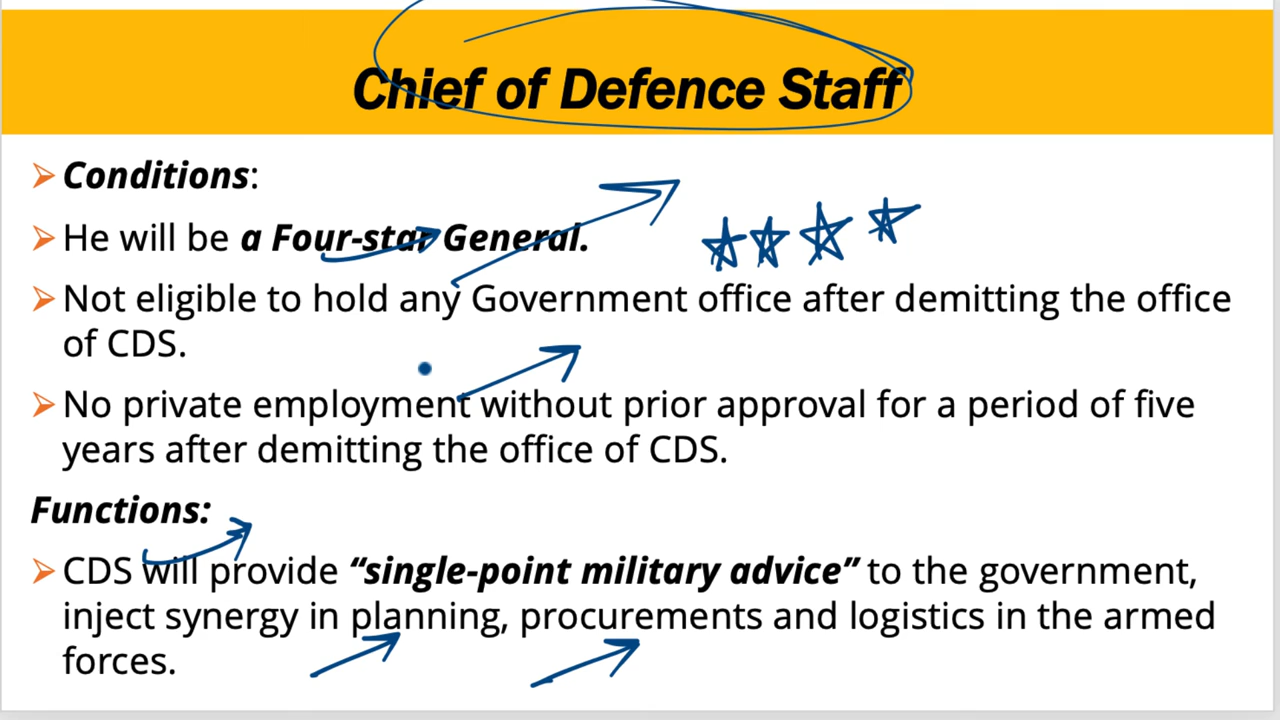 Chief of Defence Staff
Conditions:
He will be a Four-star General.
Not eligible to hold any Government office after demitting the office
of CDS.
No private employment without prior approval for a period of five
years after demitting the office of CDS.
Functions:
CDS will provide “single-point military advice” to the government,
inject synergy in planning, procurements and logistics in the armed
forces.